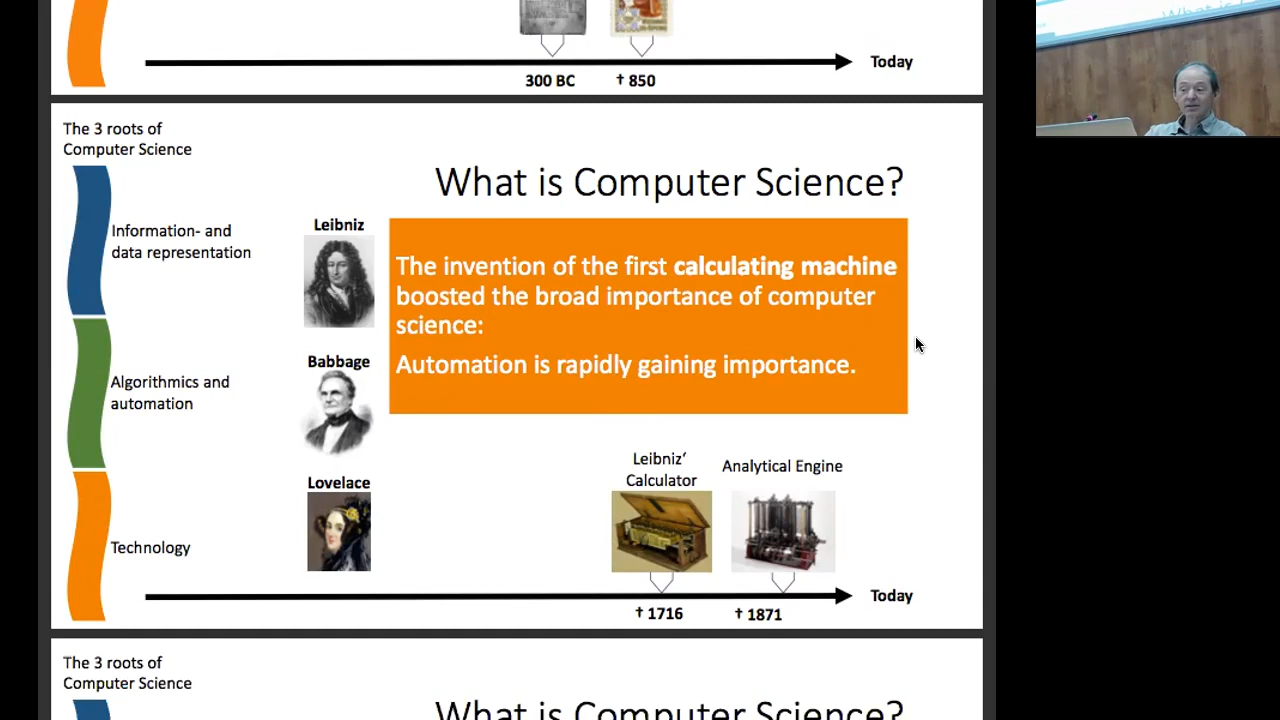 300 BC
† 850
Today
The 3 roots of
Computer Science
What is Computer Science?
Information- and
data representation
Leibniz
The invention of the first calculating machine
boosted the broad importance of computer
science:
Automation is rapidly gaining importance.
Babbage
Algorithmics and
automation
Leibniz’
Calculator
Analytical Engine
Lovelace
Technology
† 1716
† 1871
Today
The 3 roots of
Computer Science
What is Computer Science?